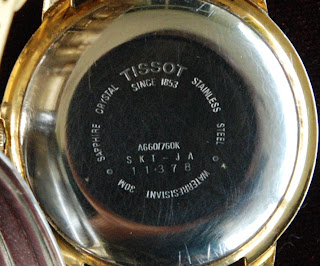 TISSOT
SINCE 1853
SAPPHIRE CRYSTAL STAINLESS STEEL
A660/760K
SKT-JA
11378
WATERRESISTANT 30M